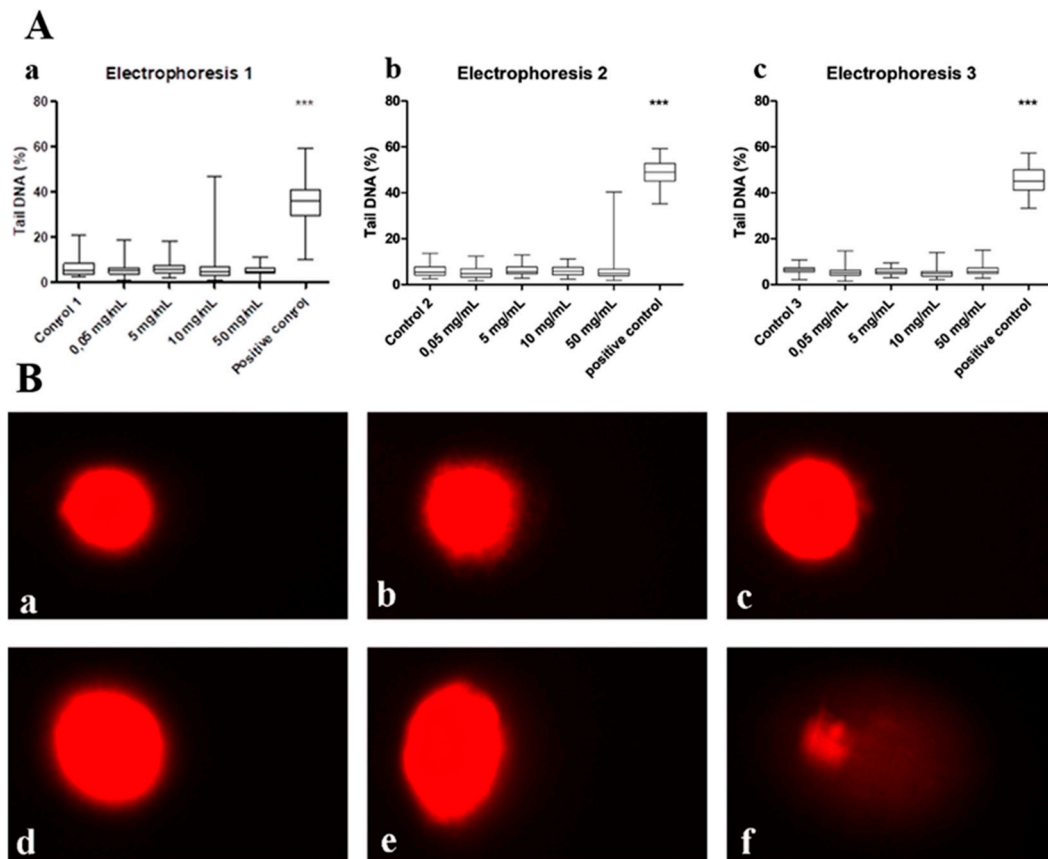 A
a
Electrophoresis 1
80
60
40
20
0
Tail DNA (%)
***
Control 1
0,05 mg/mL
5 mg/mL
10 mg/mL
50 mg/mL
Positive control
b
Electrophoresis 2
80
60
40
20
0
Tail DNA (%)
***
Control 2
0,05 mg/mL
5 mg/mL
10 mg/mL
50 mg/mL
positive control
c
Electrophoresis 3
80
60
40
20
0
Tail DNA (%)
***
Control 3
0,05 mg/mL
5 mg/mL
10 mg/mL
50 mg/mL
positive control
B
a
b
c
d
e
f